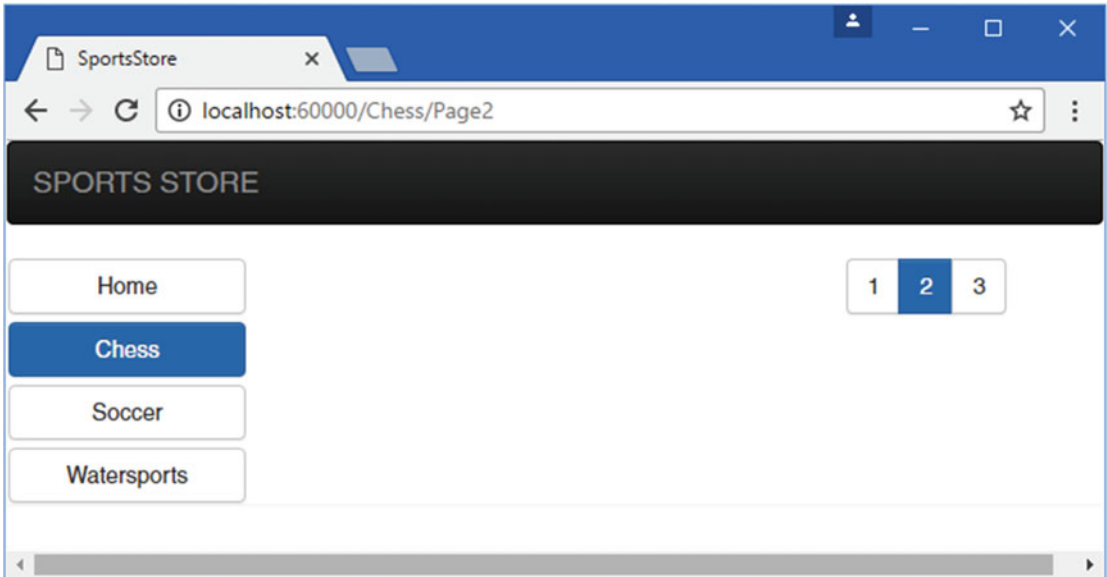 SportsStore
localhost:60000/Chess/Page2
SPORTS STORE
Home
1 2 3
Chess
Soccer
Watersports